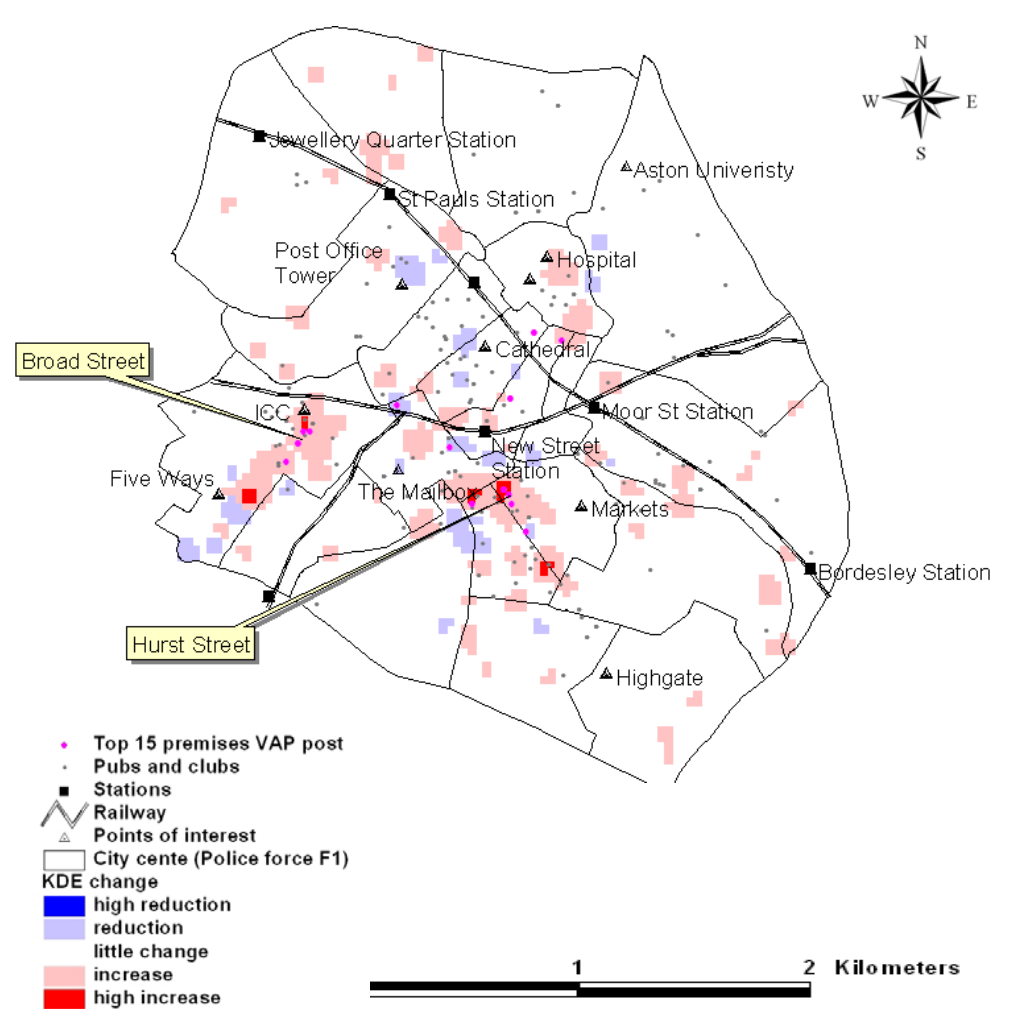 N
W
E
S
Jewellery Quarter Station
Aston Univeristy
St Pauls Station
Post Office
Tower
Hospital
Cathedral
Broad Street
ICC
Moor St Station
New Street
Station
Five Ways
The Mailbox
Markets
Bordesley Station
Hurst Street
Highgate
Top 15 premises VAP post
Pubs and clubs
Stations
Railway
Points of interest
City cente (Police force F1)
KDE change
high reduction
reduction
little change
increase
high increase
1
2 Kilometers